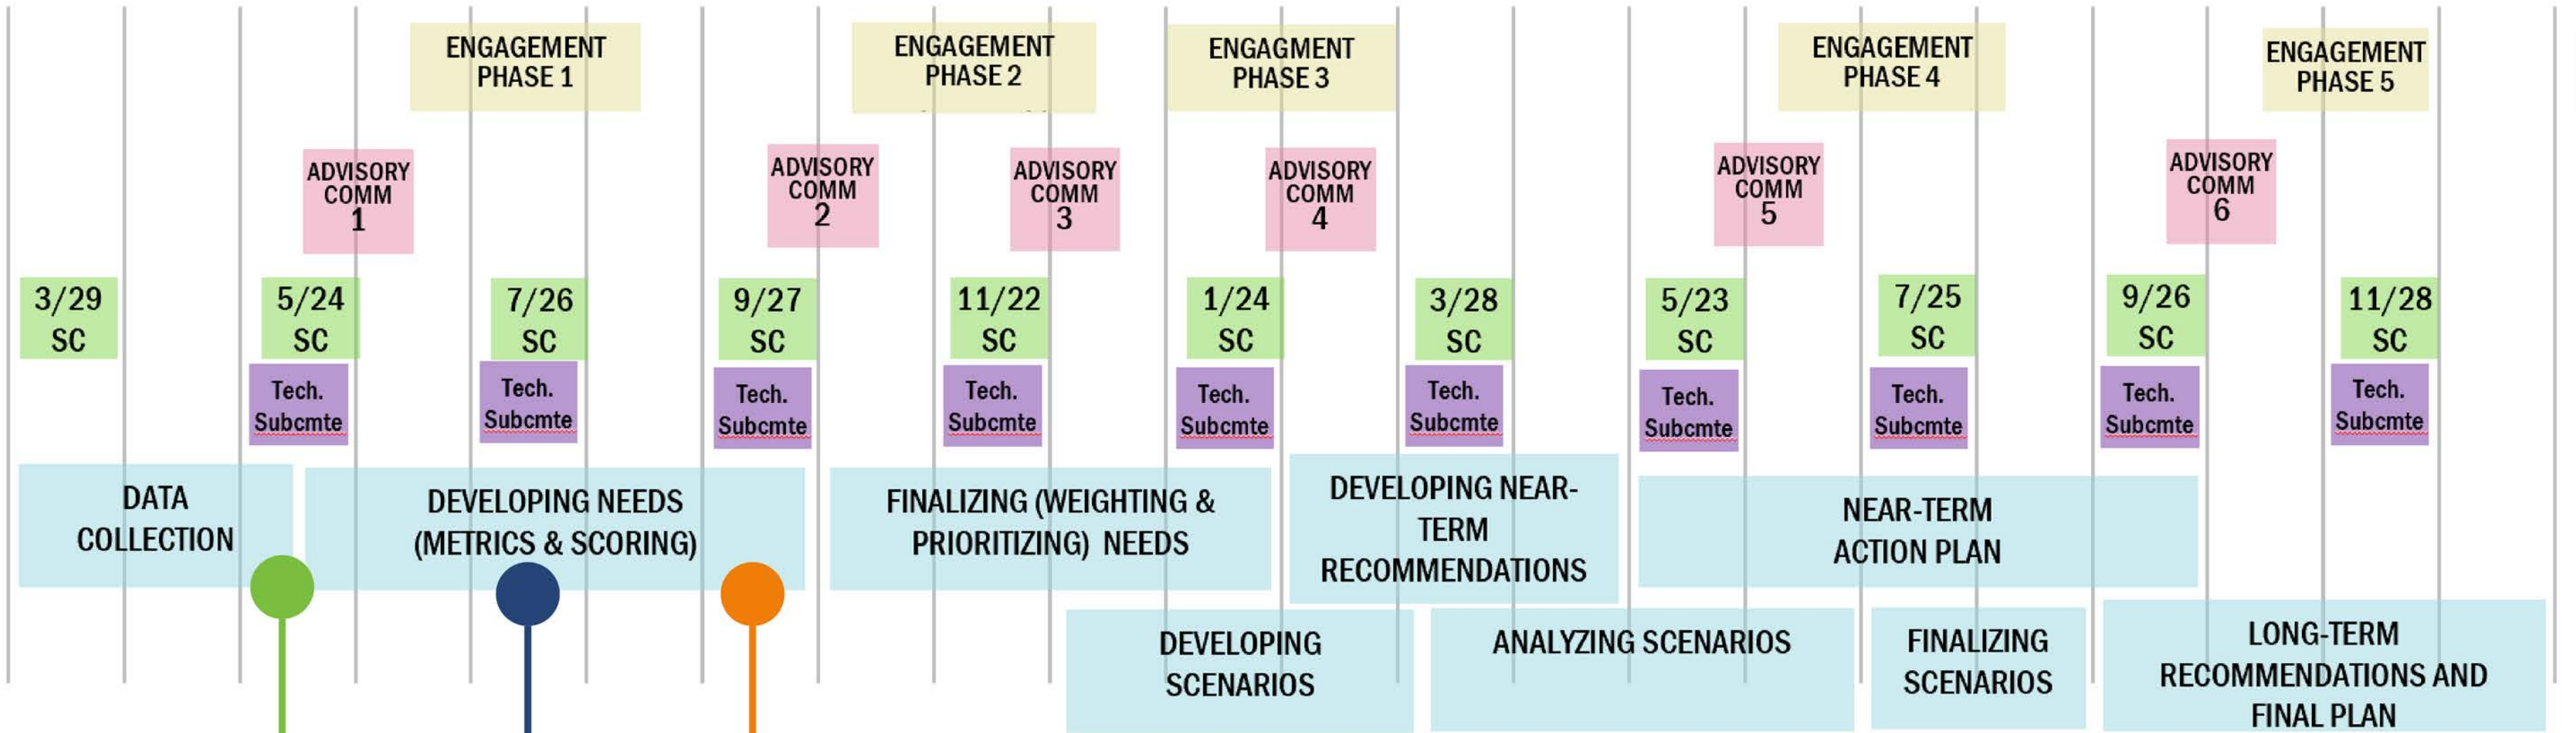 ENGAGEMENT
PHASE 1
ENGAGEMENT
PHASE 2
ENGAGMENT
PHASE 3
ENGAGEMENT
PHASE 4
ENGAGEMENT
PHASE 5
ADVISORY
COMM
1
ADVISORY
COMM
2
ADVISORY
COMM
3
ADVISORY
COMM
4
ADVISORY
COMM
5
ADVISORY
COMM
6
3/29
SC
5/24
SC
7/26
SC
9/27
SC
11/22
SC
1/24
SC
3/28
SC
5/23
SC
7/25
SC
9/26
SC
11/28
SC
Tech.
Subcmte
Tech.
Subcmte
Tech.
Subcmte
Tech.
Subcmte
Tech.
Subcmte
Tech.
Subcmte
Tech.
Subcmte
Tech.
Subcmte
Tech.
Subcmte
Tech.
Subcmte
DATA
COLLECTION
DEVELOPING NEEDS
(METRICS & SCORING)
FINALIZING (WEIGHTING &
PRIORITIZING) NEEDS
DEVELOPING NEAR-
TERM
RECOMMENDATIONS
NEAR-TERM
ACTION PLAN
DEVELOPING
SCENARIOS
ANALYZING SCENARIOS
FINALIZING
SCENARIOS
LONG-TERM
RECOMMENDATIONS AND
FINAL PLAN